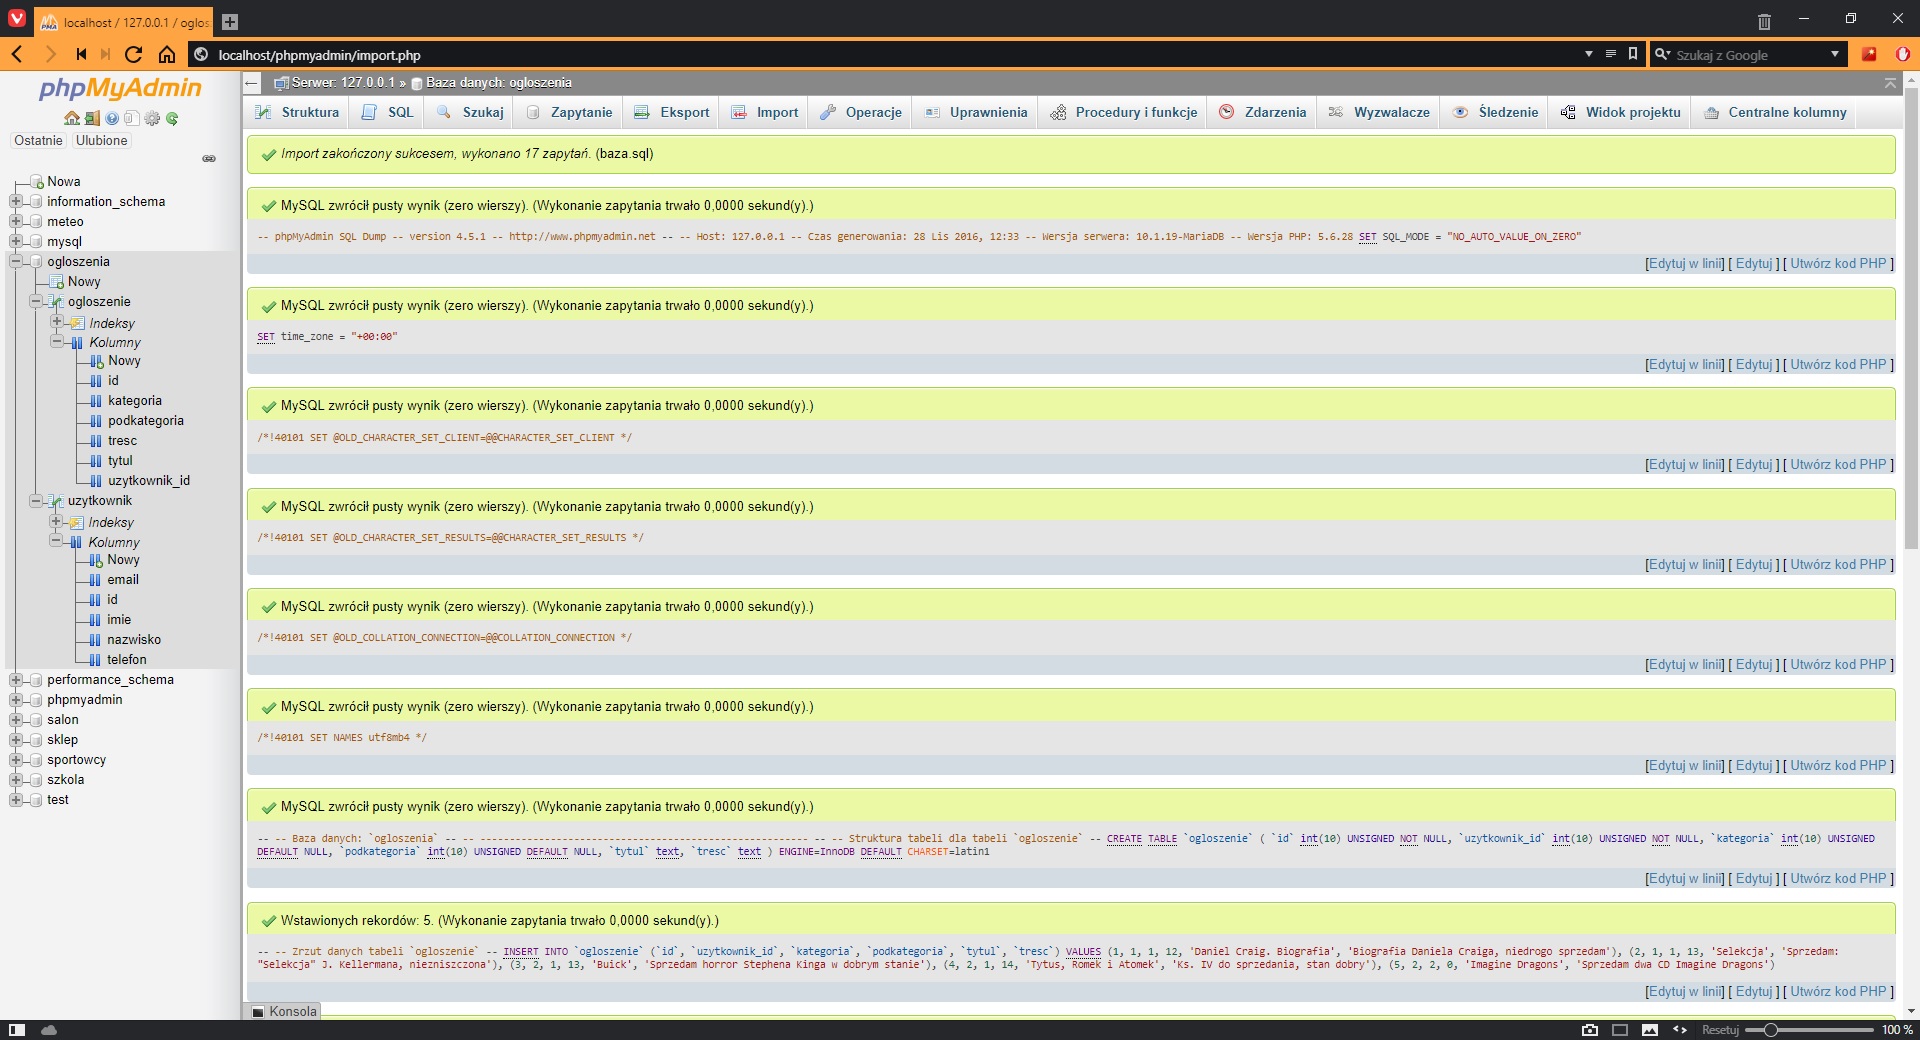 localhost / 127.0.0.1 / oglos
localhost/phpmyadmin/import.php
Szukaj z Google
phpMyAdmin
Ostatnie
Ulubione
Nowa
information_schema
meteo
mysql
ogloszenia
Nowy
ogloszenie
Indeksy
Kolumny
Nowy
id
kategoria
podkategoria
tresc
tytul
uzytkownik_id
uzytkownik
Indeksy
Kolumny
Nowy
email
id
imie
nazwisko
telefon
performance_schema
phpmyadmin
salon
sklep
sportowcy
szkola
test
Serwer: 127.0.0.1 » Baza danych: ogloszenia
Struktura SQL Szukaj Zapytanie Eksport Import Operacje Uprawnienia Procedury i funkcje Zdarzenia Wyzwalacze Śledzenie Widok projektu Centralne kolumny
Import zakończony sukcesem, wykonano 17 zapytań. (baza.sql)
MySQL zwrócił pusty wynik (zero wierszy). (Wykonanie zapytania trwało 0,0000 sekund(y).)
-- phpMyAdmin SQL Dump -- version 4.5.1 -- http://www.phpmyadmin.net -- -- Host: 127.0.0.1 -- Czas generowania: 28 Lis 2016, 12:33 -- Wersja serwera: 10.1.19-MariaDB -- Wersja PHP: 5.6.28 SET SQL_MODE = "NO_AUTO_VALUE_ON_ZERO"
[Edytuj w linii] [ Edytuj ] [ Utwórz kod PHP ]
MySQL zwrócił pusty wynik (zero wierszy). (Wykonanie zapytania trwało 0,0000 sekund(y).)
SET time_zone = "+00:00"
[Edytuj w linii] [ Edytuj ] [ Utwórz kod PHP ]
MySQL zwrócił pusty wynik (zero wierszy). (Wykonanie zapytania trwało 0,0000 sekund(y).)
/*!40101 SET @OLD_CHARACTER_SET_CLIENT=@@CHARACTER_SET_CLIENT */
[Edytuj w linii] [ Edytuj ] [ Utwórz kod PHP ]
MySQL zwrócił pusty wynik (zero wierszy). (Wykonanie zapytania trwało 0,0000 sekund(y).)
/*!40101 SET @OLD_CHARACTER_SET_RESULTS=@@CHARACTER_SET_RESULTS */
[Edytuj w linii] [ Edytuj ] [ Utwórz kod PHP ]
MySQL zwrócił pusty wynik (zero wierszy). (Wykonanie zapytania trwało 0,0000 sekund(y).)
/*!40101 SET @OLD_COLLATION_CONNECTION=@@COLLATION_CONNECTION */
[Edytuj w linii] [ Edytuj ] [ Utwórz kod PHP ]
MySQL zwrócił pusty wynik (zero wierszy). (Wykonanie zapytania trwało 0,0000 sekund(y).)
/*!40101 SET NAMES utf8mb4 */
[Edytuj w linii] [ Edytuj ] [ Utwórz kod PHP ]
MySQL zwrócił pusty wynik (zero wierszy). (Wykonanie zapytania trwało 0,0000 sekund(y).)
-- -- Baza danych: `ogloszenia` -- -- -------------------------------------------------------- -- -- Struktura tabeli dla tabeli `ogloszenie` -- CREATE TABLE `ogloszenie` ( `id` int(10) UNSIGNED NOT NULL, `uzytkownik_id` int(10) UNSIGNED NOT NULL, `kategoria` int(10) UNSIGNED
DEFAULT NULL, `podkategoria` int(10) UNSIGNED DEFAULT NULL, `tytul` text, `tresc` text ) ENGINE=InnoDB DEFAULT CHARSET=latin1
[Edytuj w linii] [ Edytuj ] [ Utwórz kod PHP ]
Wstawionych rekordów: 5. (Wykonanie zapytania trwało 0,0000 sekund(y).)
-- -- Zrzut danych tabeli `ogloszenie` -- INSERT INTO `ogloszenie` (`id`, `uzytkownik_id`, `kategoria`, `podkategoria`, `tytul`, `tresc`) VALUES (1, 1, 1, 12, 'Daniel Craig. Biografia', 'Biografia Daniela Craiga, niedrogo sprzedam'), (2, 1, 1, 13, 'Selekcja', 'Sprzedam:
"Selekcja" J. Kellermana, niezniszczona'), (3, 2, 1, 13, 'Buick', 'Sprzedam horror Stephena Kinga w dobrym stanie'), (4, 2, 1, 14, 'Tytus, Romek i Atomek', 'Ks. IV do sprzedania, stan dobry'), (5, 2, 2, 0, 'Imagine Dragons', 'Sprzedam dwa CD Imagine Dragons')
[Edytuj w linii] [ Edytuj ] [ Utwórz kod PHP ]
Konsola
Resetuj 100 %